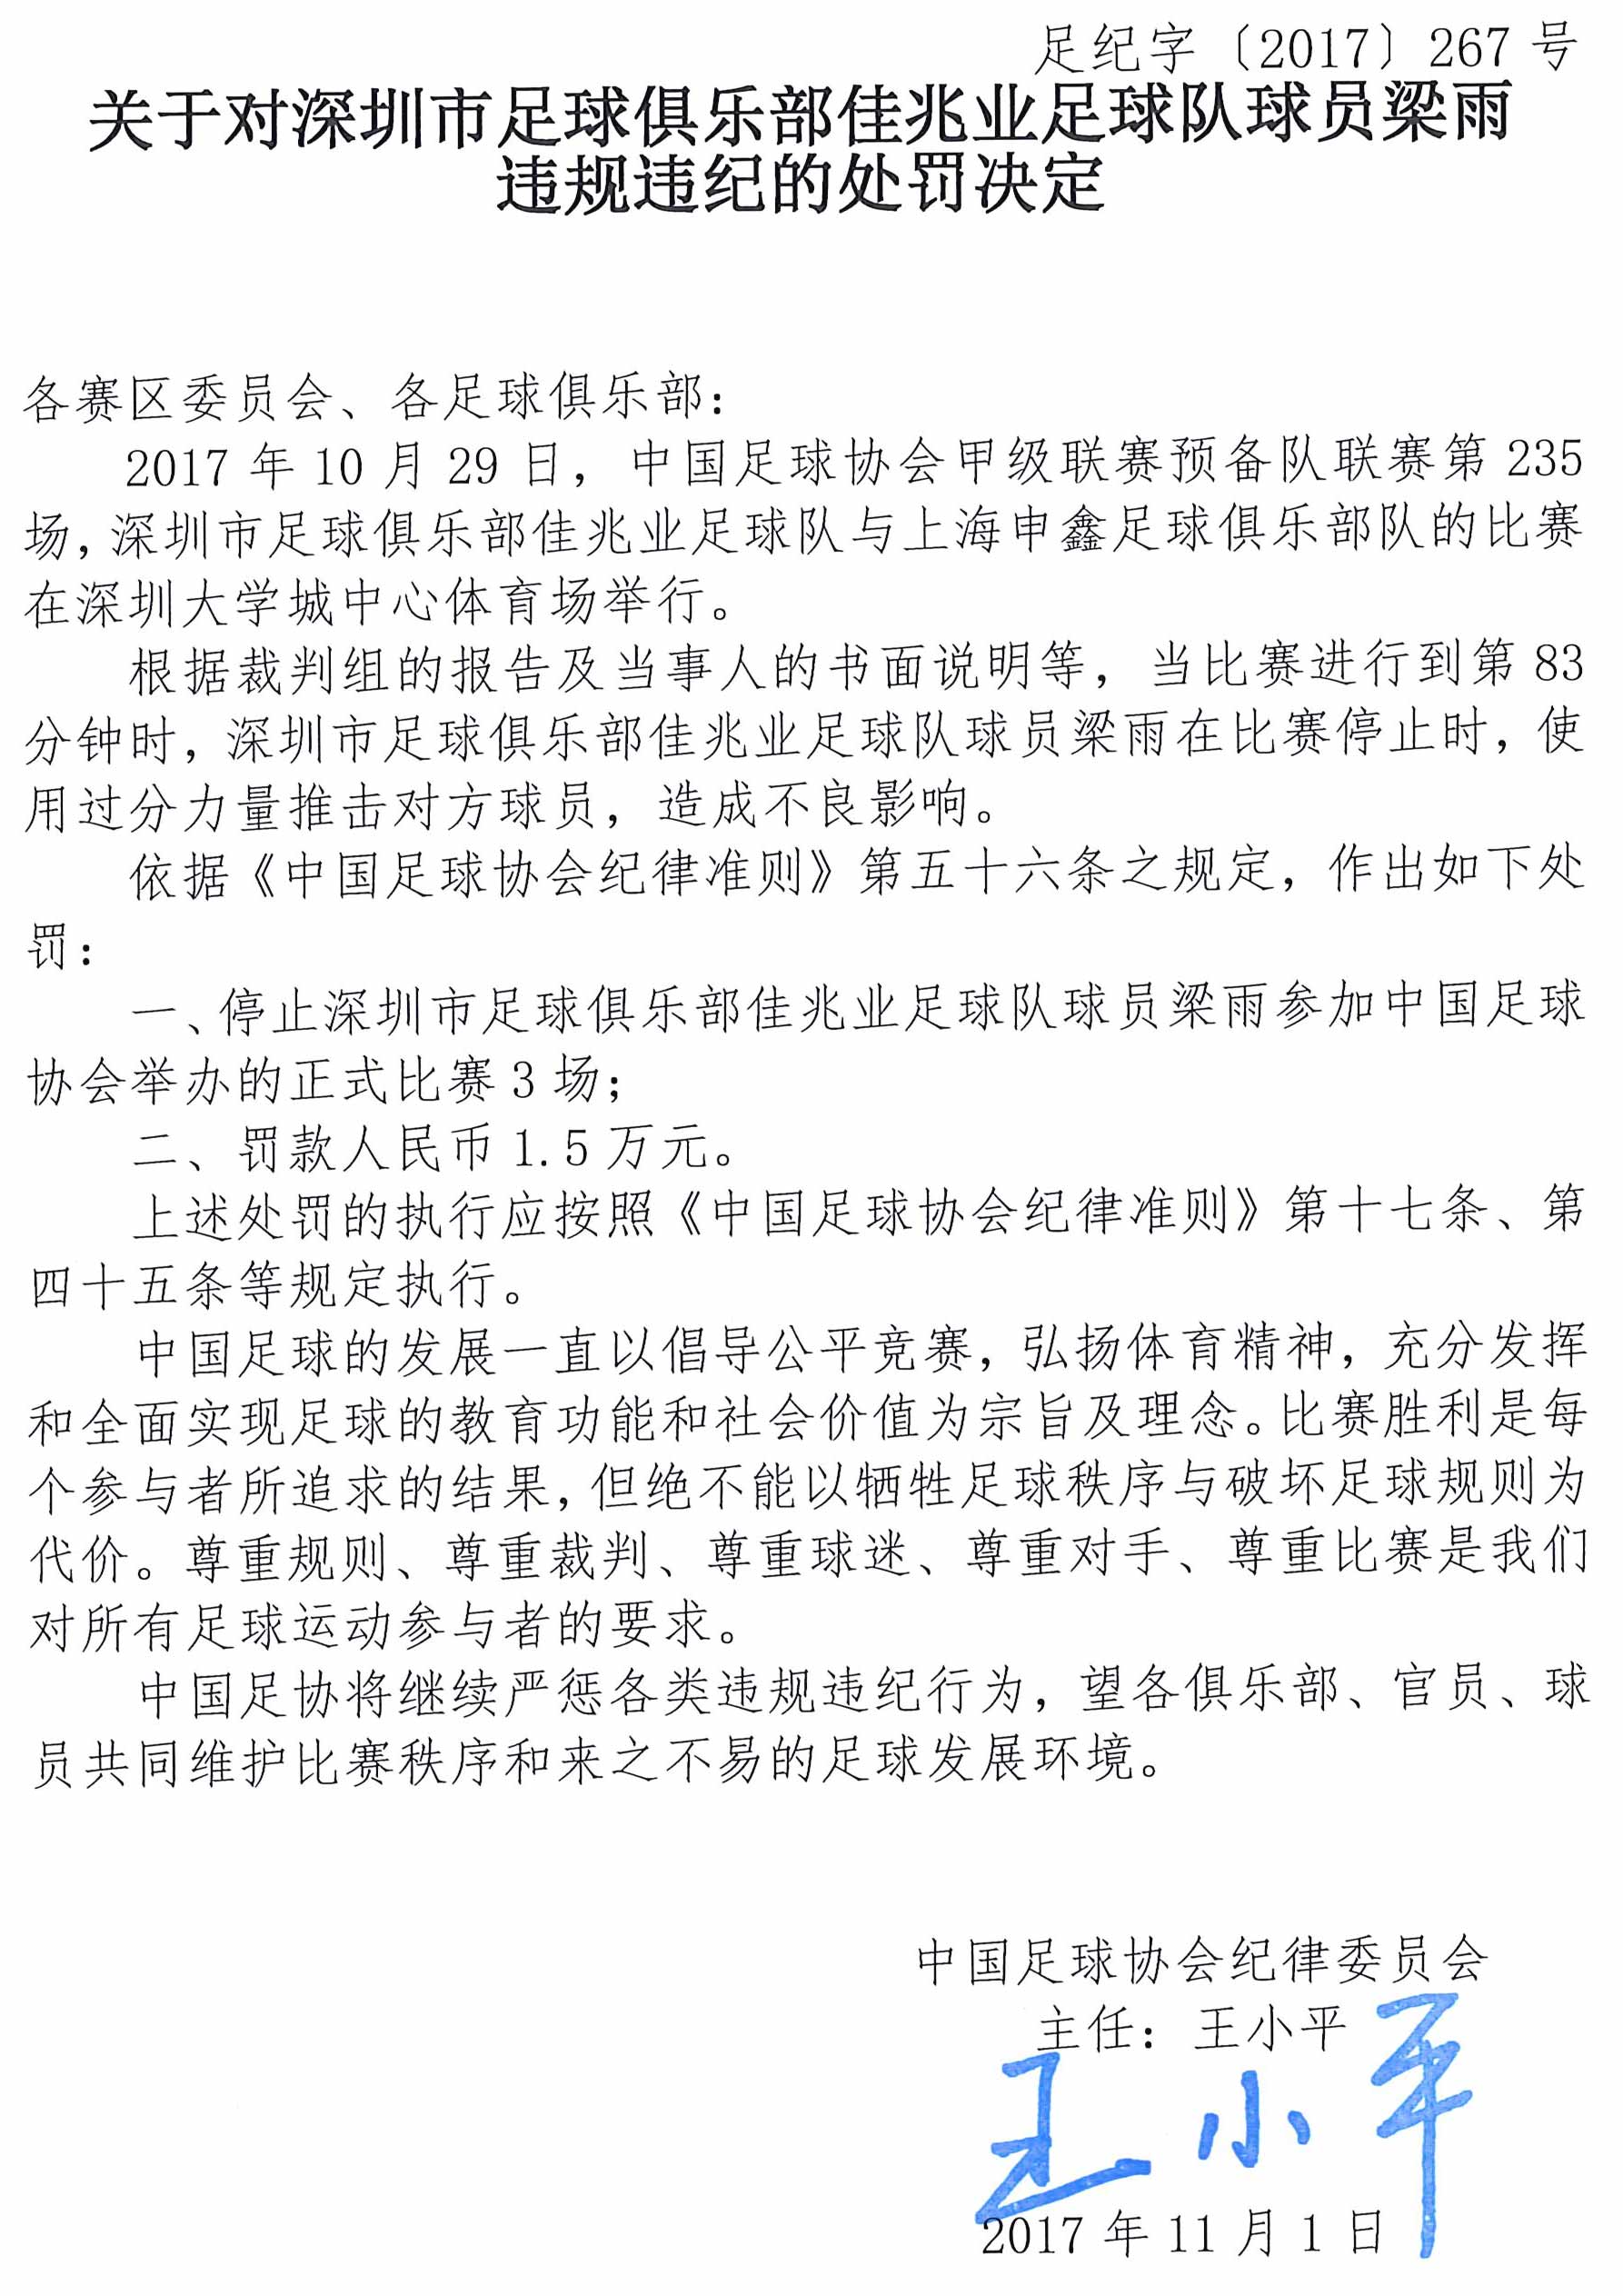 足纪字〔2017〕267 号
关于对深圳市足球俱乐部佳兆业足球队球员梁雨
违规违纪的处罚决定
各赛区委员会、各足球俱乐部：
2017 年 10 月 29 日，中国足球协会甲级联赛预备队联赛第 235
场，深圳市足球俱乐部佳兆业足球队与上海申鑫足球俱乐部队的比赛
在深圳大学城中心体育场举行。
根据裁判组的报告及当事人的书面说明等，当比赛进行到第 83
分钟时，深圳市足球俱乐部佳兆业足球队球员梁雨在比赛停止时，使
用过分力量推击对方球员，造成不良影响。
依据《中国足球协会纪律准则》第五十六条之规定，作出如下处
罚：
一、停止深圳市足球俱乐部佳兆业足球队球员梁雨参加中国足球
协会举办的正式比赛 3 场；
二、罚款人民币 1.5 万元。
上述处罚的执行应按照《中国足球协会纪律准则》第十七条、第
四十五条等规定执行。
中国足球的发展一直以倡导公平竞赛，弘扬体育精神，充分发挥
和全面实现足球的教育功能和社会价值为宗旨及理念。比赛胜利是每
个参与者所追求的结果，但绝不能以牺牲足球秩序与破坏足球规则为
代价。尊重规则、尊重裁判、尊重球迷、尊重对手、尊重比赛是我们
对所有足球运动参与者的要求。
中国足协将继续严惩各类违规违纪行为，望各俱乐部、官员、球
员共同维护比赛秩序和来之不易的足球发展环境。
中国足球协会纪律委员会
主任：王小平
王小平
2017 年 11 月 1 日